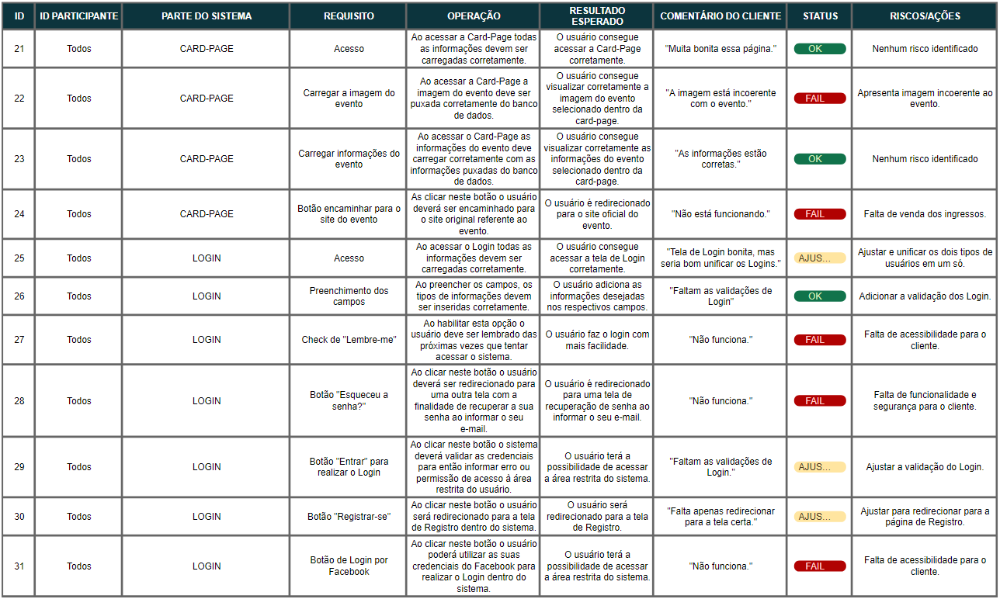 ID ID PARTICIPANTE PARTE DO SISTEMA REQUISITO OPERAÇÃO RESULTADO ESPERADO COMENTÁRIO DO CLIENTE STATUS RISCOS/AÇÕES
21 Todos CARD-PAGE Acesso Ao acessar a Card-Page todas as informações devem ser carregadas corretamente. O usuário consegue acessar a Card-Page corretamente. "Muita bonita essa página." OK Nenhum risco identificado
22 Todos CARD-PAGE Carregar a imagem do evento Ao acessar a Card-Page a imagem do evento deve ser puxada corretamente do banco de dados. O usuário consegue visualizar corretamente a imagem do evento selecionado dentro da card-page. "A imagem está incoerente com o evento." FAIL Apresenta imagem incoerente ao evento.
23 Todos CARD-PAGE Carregar informações do evento Ao acessar o Card-Page as informações do evento deve carregar corretamente com as informações puxadas do banco de dados. O usuário consegue visualizar corretamente as informações do evento selecionado dentro da card-page. "As informações estão corretas." OK Nenhum risco identificado
24 Todos CARD-PAGE Botão encaminhar para o site do evento As clicar neste botão o usuário deverá ser encaminhado para o site original referente ao evento. O usuário é redirecionado para o site oficial do evento. "Não está funcionando." FAIL Falta de venda dos ingressos.
25 Todos LOGIN Acesso Ao acessar o Login todas as informações devem ser carregadas corretamente. O usuário consegue acessar a tela de Login corretamente. "Tela de Login bonita, mas seria bom unificar os Logins." AJUS... Ajustar e unificar os dois tipos de usuários em um só.
26 Todos LOGIN Preenchimento dos campos Ao preencher os campos, os tipos de informações devem ser inseridas corretamente. O usuário adiciona as informações desejadas nos respectivos campos. "Faltam as validações de Login" OK Adicionar a validação dos Login.
27 Todos LOGIN Check de "Lembre-me" Ao habilitar esta opção o usuário deve ser lembrado das próximas vezes que tentar acessar o sistema. O usuário faz o login com mais facilidade. "Não funciona." FAIL Falta de acessibilidade para o cliente.
28 Todos LOGIN Botão "Esqueceu a senha?" Ao clicar neste botão o usuário deverá ser redirecionado para uma outra tela com a finalidade de recuperar a sua senha ao informar o seu e-mail. O usuário é redirecionado para uma tela de recuperação de senha ao informar o seu e-mail. "Não funciona." FAIL Falta de funcionalidade e segurança para o cliente.
29 Todos LOGIN Botão "Entrar" para realizar o Login Ao clicar neste botão o sistema deverá validar as credenciais para então informar erro ou permissão de acesso à área restrita do usuário. O usuário terá a possibilidade de acessar a área restrita do sistema. "Faltam as validações de Login." AJUS... Ajustar a validação do Login.
30 Todos LOGIN Botão "Registrar-se" Ao clicar neste botão o usuário será redirecionado para a tela de Registro dentro do sistema. O usuário será redirecionado para a tela de Registro. "Falta apenas redirecionar para a tela certa." AJUS... Ajustar para redirecionar para a página de Registro.
31 Todos LOGIN Botão de Login por Facebook Ao clicar neste botão o usuário poderá utilizar as suas credenciais do Facebook para realizar o Login dentro do sistema. O usuário terá a possibilidade de acessar a área restrita do sistema. "Não funciona." FAIL Falta de acessibilidade para o cliente.